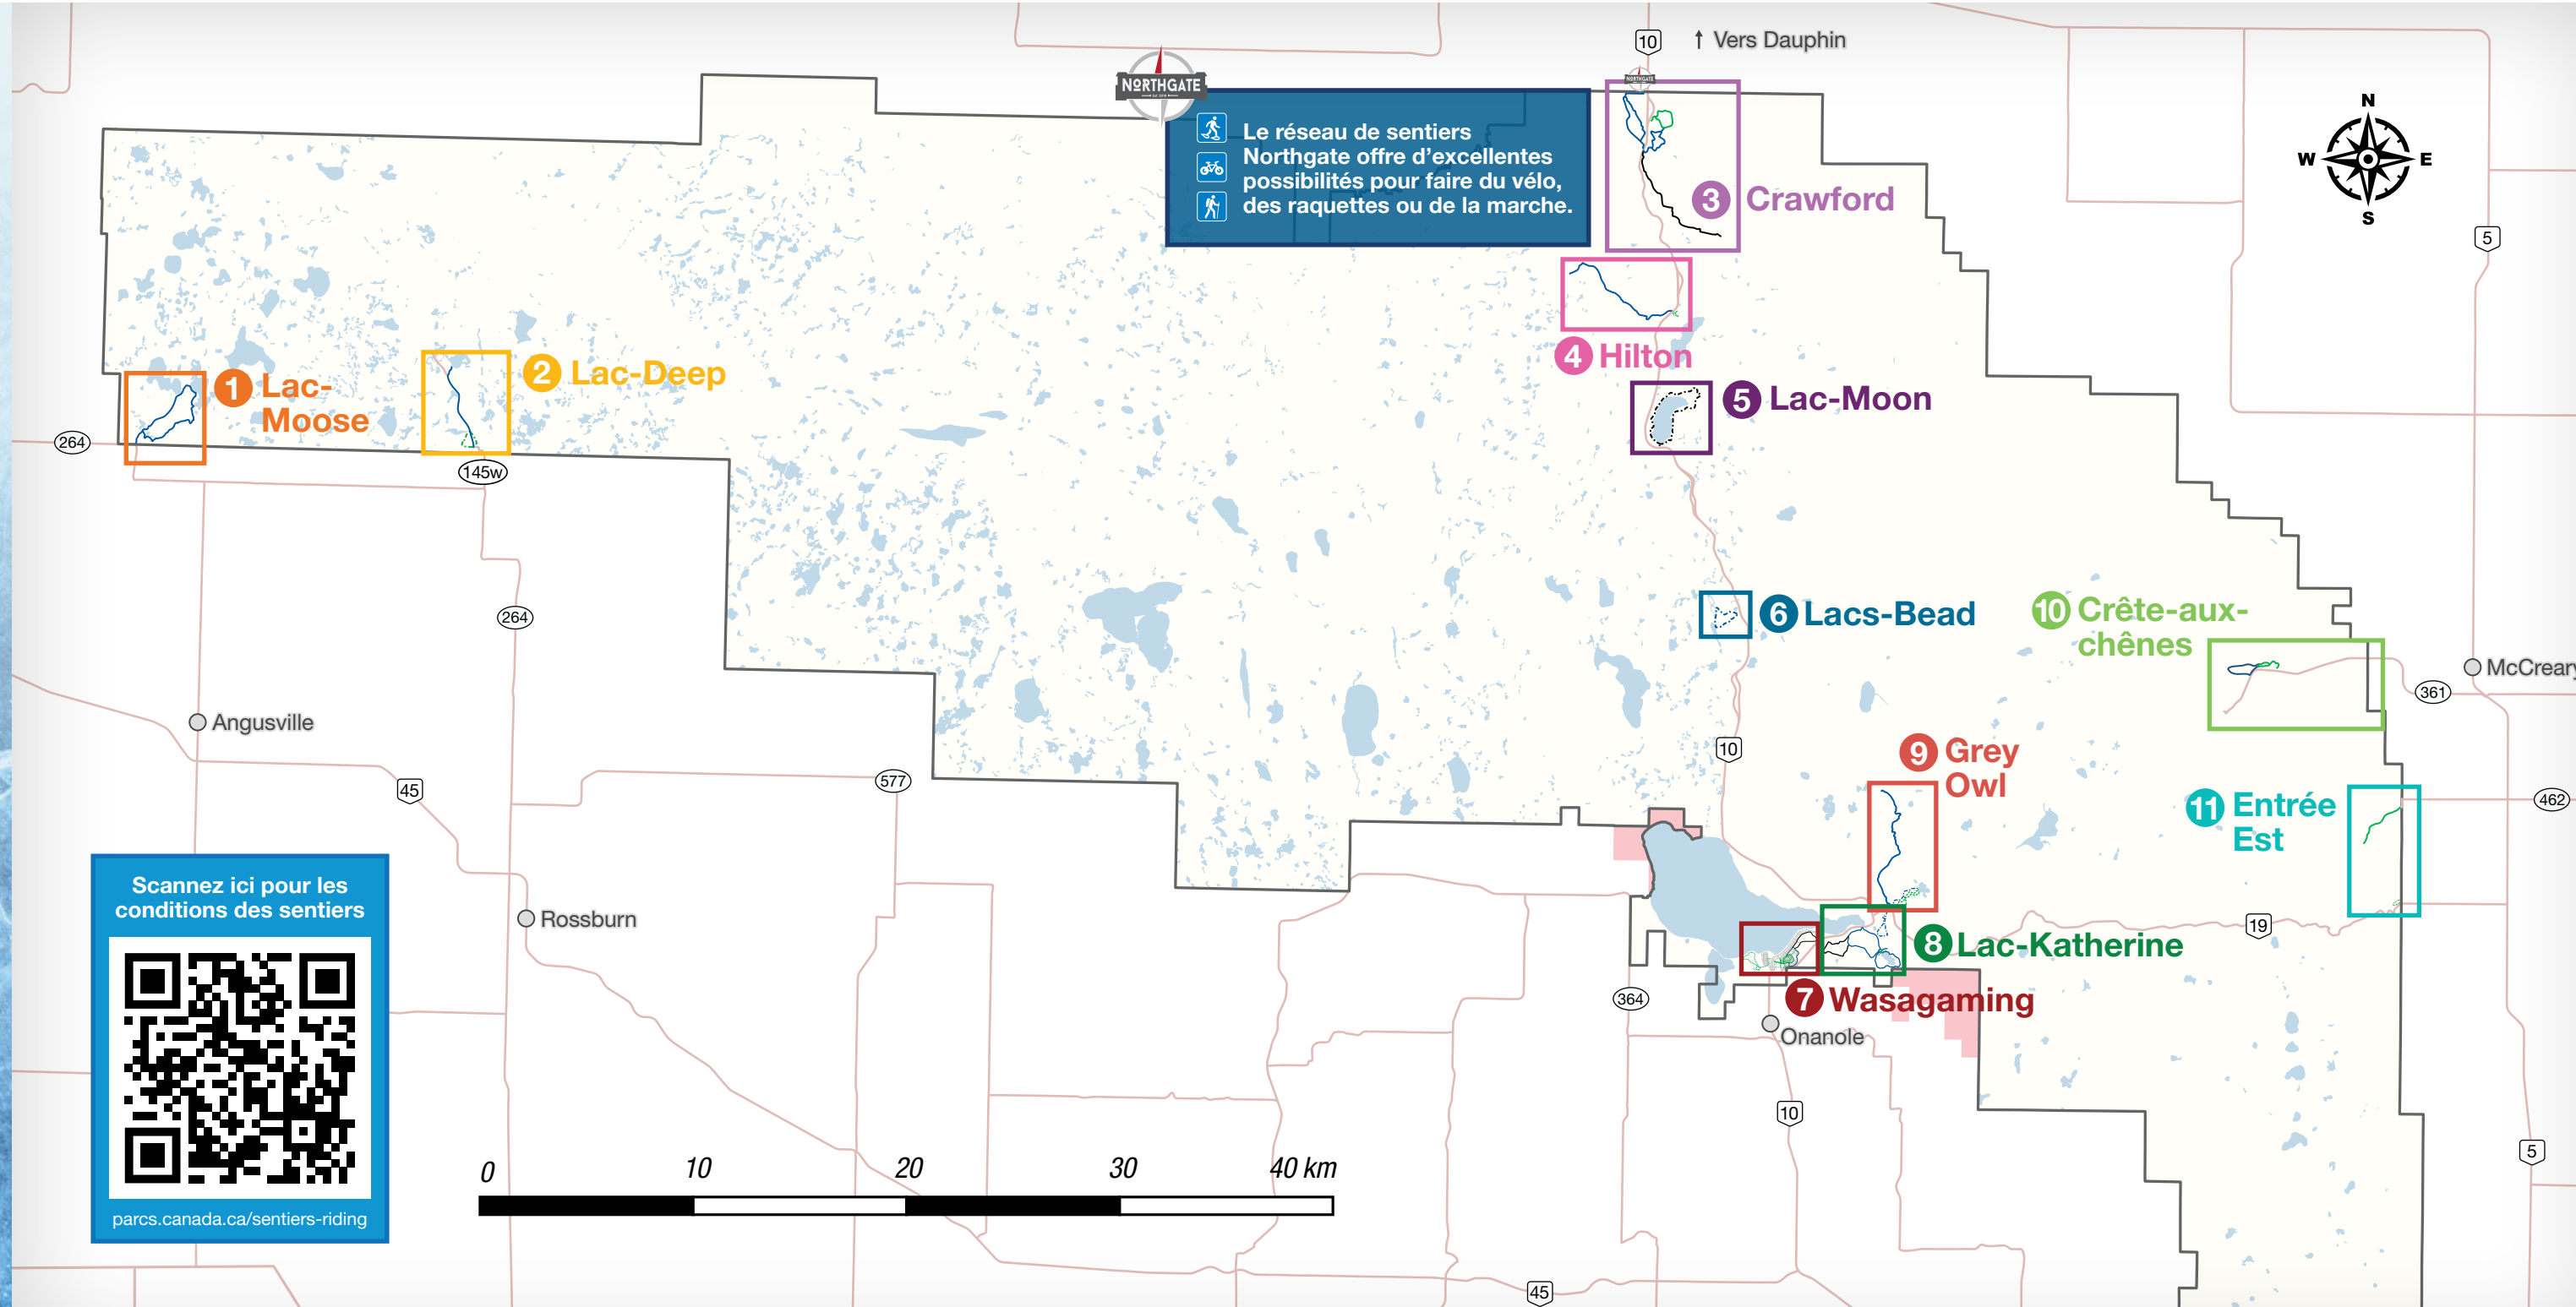 10
↑ Vers Dauphin
NORTHGATE
NORTHGATE
Le réseau de sentiers
Northgate offre d'excellentes
possibilités pour faire du vélo,
des raquettes ou de la marche.
3 Crawford
N
W E
S
5
4 Hilton
1 Lac-
Moose
2 Lac-Deep
5 Lac-Moon
264
145w
264
6 Lacs-Bead
10 Crête-aux-
chênes
McCreary
361
Angusville
45
577
10
9 Grey
Owl
11 Entrée
Est
462
Scannez ici pour les
conditions des sentiers
parcs.canada.ca/sentiers-riding
Rossburn
19
8 Lac-Katherine
364
7 Wasagaming
Onanole
10
5
0 10 20 30 40 km
45